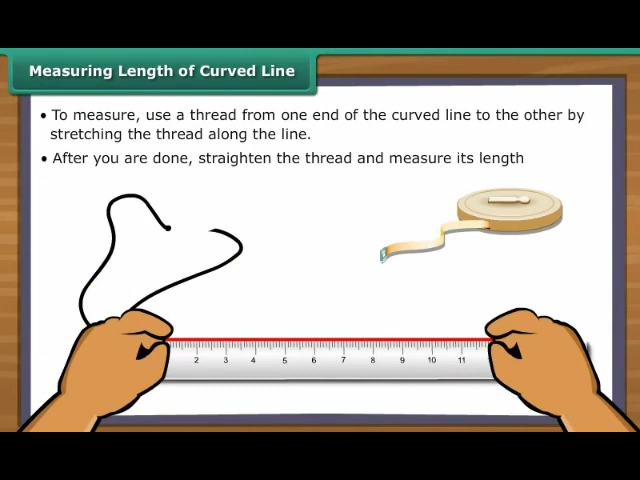 Measuring Length of Curved Line
• To measure, use a thread from one end of the curved line to the other by
stretching the thread along the line.
• After you are done, straighten the thread and measure its length
2 3 4 5 6 7 8 9 10 11